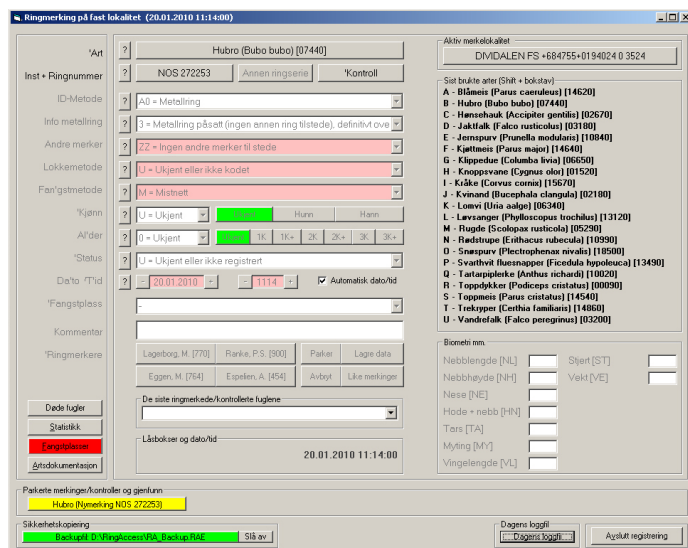 Ringmerking på fast lokalitet (20.01.2010 11:14:00)
'Art
? Hubro (Bubo bubo) [07440]
Inst + Ringnummer
? NOS 272253 Annen ringserie 'Kontroll
ID-Metode
? A0 = Metallring
Info metallring
? 3 = Metallring påsatt (ingen annen ring tilstede), definitivt ove
Andre merker
? ZZ = Ingen andre merker til stede
Lokkemetode
? U = Ukjent eller ikke kodet
Fan'gstmetode
? M = Mistnett
'Kjønn
? U = Ukjent Ukjent Hunn Hann
Al'der
? 0 = Ukjent Ukjent 1K 1K+ 2K 2K+ 3K 3K+
'Status
? U = Ukjent eller ikke registrert
Da'to 'T'id
? - 20.01.2010 + - 1114 + Automatisk dato/tid
'Fangstplass
-
Kommentar
'Ringmerkere
Lagerborg, M. [770] Ranke, P.S. [900] Parker Lagre data
Eggen, M. [764] Espelien, A. [454] Avbryt Like merkinger
De siste ringmerkede/kontrollerte fuglene
Låsbokser og dato/tid
20.01.2010 11:14:00
Døde fugler
Statistikk
Fangstplasser
Artsdokumentasjon
Aktiv merkelokalitet
DIVIDALEN FS +684755+0194024 0 3524
Sist brukte arter (Shift + bokstav)
A - Blåmeis (Parus caeruleus) [14620]
B - Hubro (Bubo bubo) [07440]
C - Hønsehauk (Accipiter gentilis) [02670]
D - Jaktfalk (Falco rusticolus) [03180]
E - Jernspurv (Prunella modularis) [10840]
F - Kjøttmeis (Parus major) [14640]
G - Klippedue (Columba livia) [06650]
H - Knoppsvane (Cygnus olor) [01520]
I - Kråke (Corvus cornix) [15670]
J - Kvinand (Bucephala clangula) [02180]
K - Lomvi (Uria aalge) [06340]
L - Løvsanger (Phylloscopus trochilus) [13120]
M - Rugde (Scolopax rusticola) [05290]
N - Rødstrupe (Erithacus rubecula) [10990]
O - Snøspurv (Plectrophenax nivalis) [18500]
P - Svarthvit fluesnapper (Ficedula hypoleuca) [13490]
Q - Tartarpiplerke (Anthus richardi) [10020]
R - Toppdykker (Podiceps cristatus) [00090]
S - Toppmeis (Parus cristatus) [14540]
T - Trekryper (Certhia familiaris) [14860]
U - Vandrefalk (Falco peregrinus) [03200]
Biometri mm.
Nebblengde [NL] Stjert [ST]
Nebbhøyde [NH] Vekt [VE]
Nese [NE]
Hode + nebb [HN]
Tars [TA]
Myting [MY]
Vingelengde [VL]
Parkerte merkinger/kontroller og gjenfunn
Hubro (Nymerking NOS 272253)
Sikkerhetskopiering
Backupfil: D:\RingAccess\RA_Backup.RAE Slå av
Dagens loggfil
Dagens loggfil
Avslutt registrering